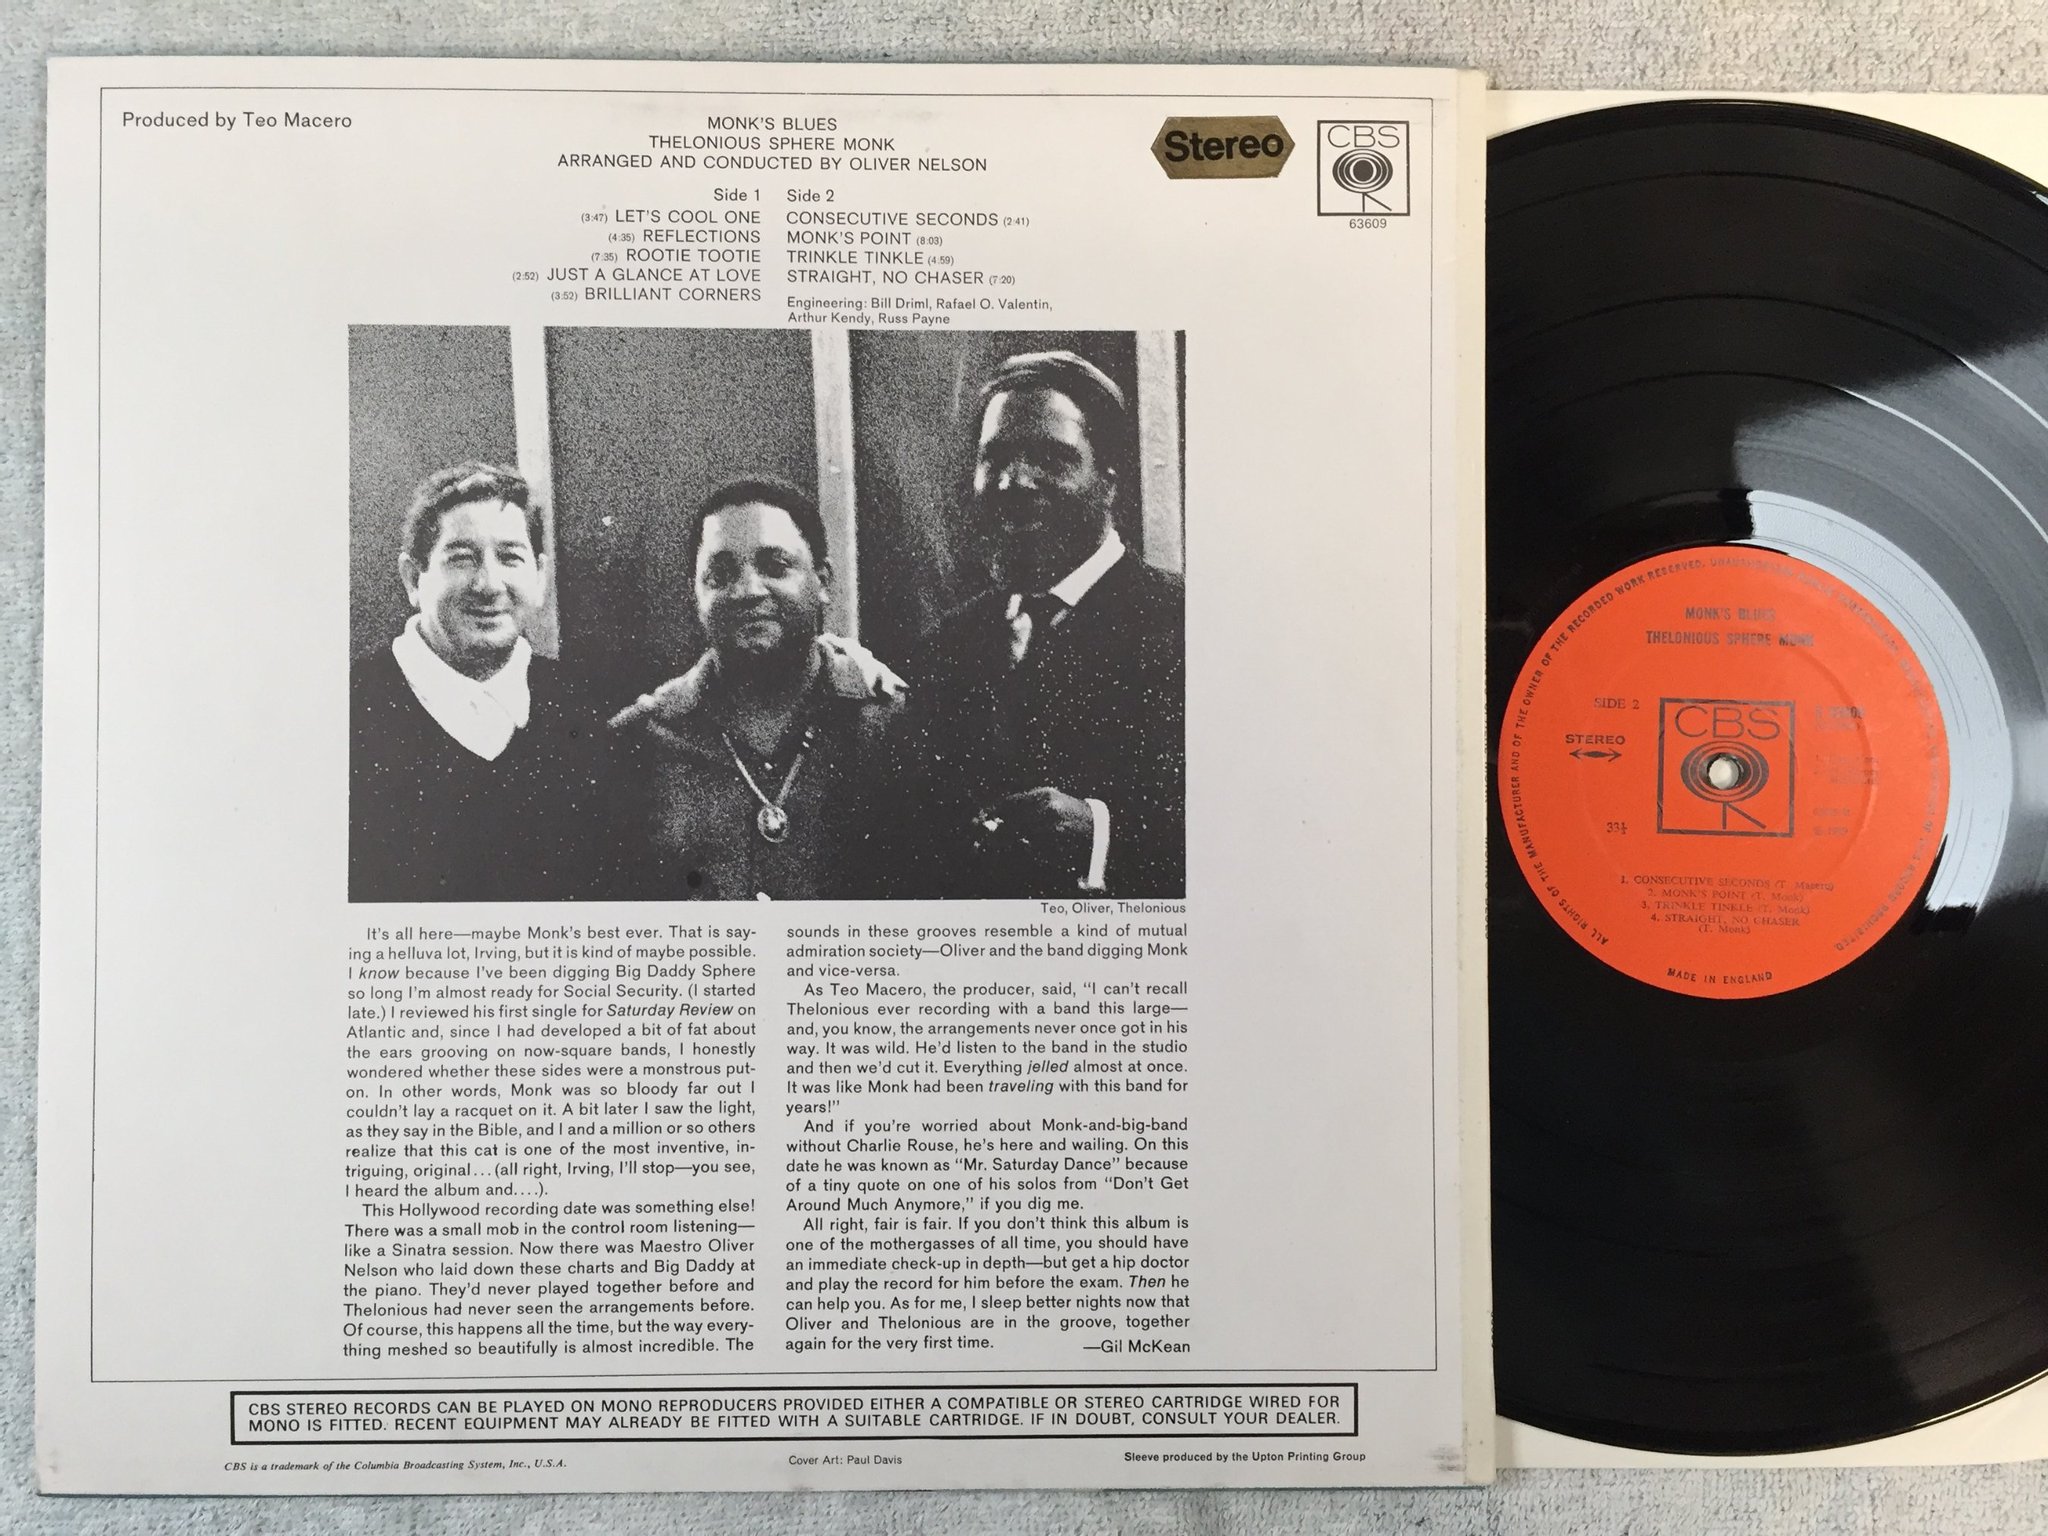 Produced by Teo Macero
MONK'S BLUES
THELONIOUS SPHERE MONK
ARRANGED AND CONDUCTED BY OLIVER NELSON
Stereo
CBS
63609
Side 1
(3:47) LET'S COOL ONE
(4:35) REFLECTIONS
(7:35) ROOTIE TOOTIE
(2:52) JUST A GLANCE AT LOVE
(3:52) BRILLIANT CORNERS
Side 2
CONSECUTIVE SECONDS (2:41)
MONK'S POINT (8:03)
TRINKLE TINKLE (4:59)
STRAIGHT, NO CHASER (7:20)
Engineering: Bill Driml, Rafael O. Valentin,
Arthur Kendy, Russ Payne
Teo, Oliver, Thelonious
It's all here—maybe Monk's best ever. That is say-
ing a helluva lot, Irving, but it is kind of maybe possible.
I know because I've been digging Big Daddy Sphere
so long I'm almost ready for Social Security. (I started
late.) I reviewed his first single for Saturday Review on
Atlantic and, since I had developed a bit of fat about
the ears grooving on now-square bands, I honestly
wondered whether these sides were a monstrous put-
on. In other words, Monk was so bloody far out I
couldn't lay a racquet on it. A bit later I saw the light,
as they say in the Bible, and I and a million or so others
realize that this cat is one of the most inventive, in-
triguing, original... (all right, Irving, I'll stop—you see,
I heard the album and....).
This Hollywood recording date was something else!
There was a small mob in the control room listening—
like a Sinatra session. Now there was Maestro Oliver
Nelson who laid down these charts and Big Daddy at
the piano. They'd never played together before and
Thelonious had never seen the arrangements before.
Of course, this happens all the time, but the way every-
thing meshed so beautifully is almost incredible. The
sounds in these grooves resemble a kind of mutual
admiration society—Oliver and the band digging Monk
and vice-versa.
As Teo Macero, the producer, said, "I can't recall
Thelonious ever recording with a band this large—
and, you know, the arrangements never once got in his
way. It was wild. He'd listen to the band in the studio
and then we'd cut it. Everything jelled almost at once.
It was like Monk had been traveling with this band for
years!"
And if you're worried about Monk-and-big-band
without Charlie Rouse, he's here and wailing. On this
date he was known as "Mr. Saturday Dance" because
of a tiny quote on one of his solos from "Don't Get
Around Much Anymore," if you dig me.
All right, fair is fair. If you don't think this album is
one of the mothergasses of all time, you should have
an immediate check-up in depth—but get a hip doctor
and play the record for him before the exam. Then he
can help you. As for me, I sleep better nights now that
Oliver and Thelonious are in the groove, together
again for the very first time.
—Gil McKean
CBS STEREO RECORDS CAN BE PLAYED ON MONO REPRODUCERS PROVIDED EITHER A COMPATIBLE OR STEREO CARTRIDGE WIRED FOR
MONO IS FITTED. RECENT EQUIPMENT MAY ALREADY BE FITTED WITH A SUITABLE CARTRIDGE. IF IN DOUBT, CONSULT YOUR DEALER.
CBS is a trademark of the Columbia Broadcasting System, Inc., U.S.A.
Cover Art: Paul Davis
Sleeve produced by the Upton Printing Group
MONK'S BLUES
THELONIOUS SPHERE MONK
SIDE 2
STEREO
CBS
33⅓
1. CONSECUTIVE SECONDS (T. Macero)
2. MONK'S POINT (T. Monk)
3. TRINKLE TINKLE (T. Monk)
4. STRAIGHT, NO CHASER
(T. Monk)
MADE IN ENGLAND
ALL RIGHTS OF THE MANUFACTURER AND OF THE OWNER OF THE RECORDED WORK RESERVED.